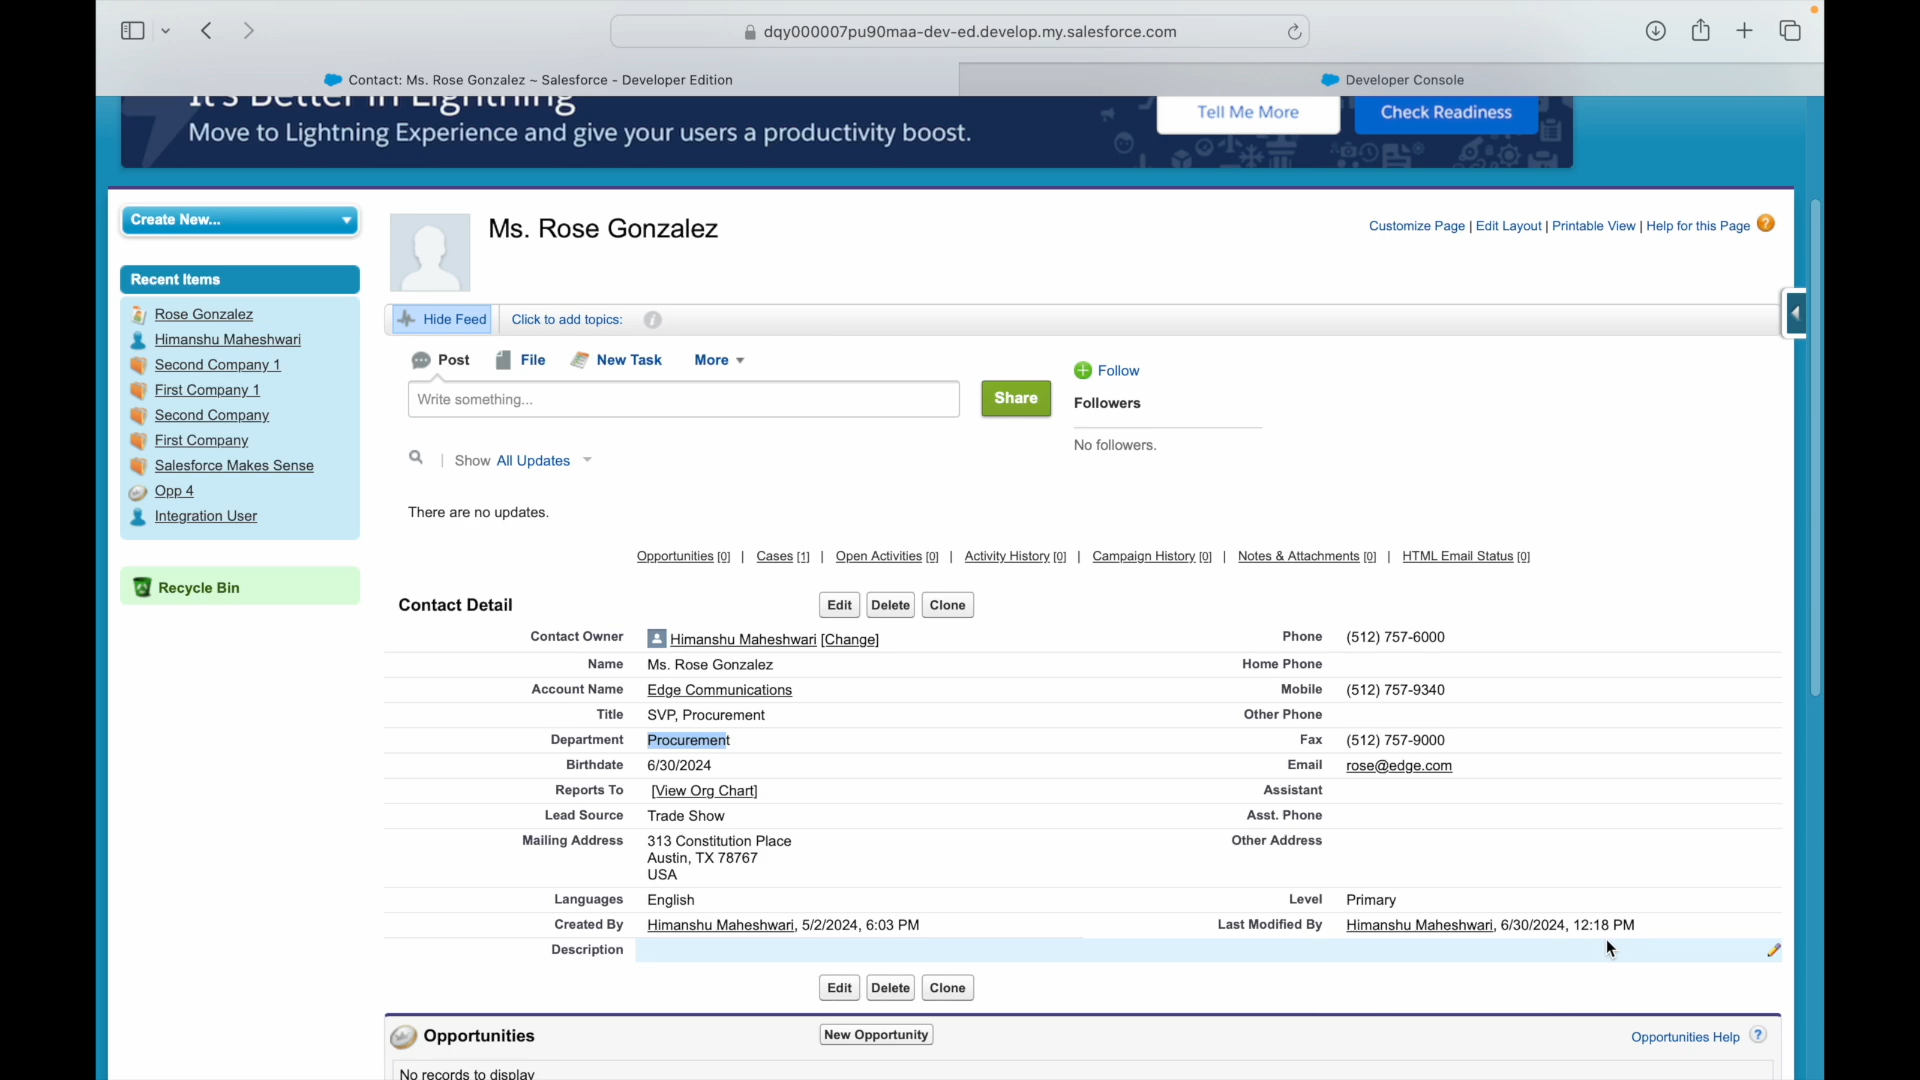 dqy000007pu90maa-dev-ed.develop.my.salesforce.com
Contact: Ms. Rose Gonzalez ~ Salesforce - Developer Edition
Developer Console
It's Better in Lightning
Move to Lightning Experience and give your users a productivity boost.
Tell Me More
Check Readiness
Create New...
Ms. Rose Gonzalez
Customize Page | Edit Layout | Printable View | Help for this Page ?
Recent Items
Rose Gonzalez
Himanshu Maheshwari
Second Company 1
First Company 1
Second Company
First Company
Salesforce Makes Sense
Opp 4
Integration User
Recycle Bin
Hide Feed
Click to add topics:
Post
File
New Task
More
Write something...
Share
Follow
Followers
No followers.
Show All Updates
There are no updates.
Opportunities [0] | Cases [1] | Open Activities [0] | Activity History [0] | Campaign History [0] | Notes & Attachments [0] | HTML Email Status [0]
Contact Detail
Edit Delete Clone
Contact Owner Himanshu Maheshwari [Change] Phone (512) 757-6000
Name Ms. Rose Gonzalez Home Phone
Account Name Edge Communications Mobile (512) 757-9340
Title SVP, Procurement Other Phone
Department Procurement Fax (512) 757-9000
Birthdate 6/30/2024 Email rose@edge.com
Reports To [View Org Chart] Assistant
Lead Source Trade Show Asst. Phone
Mailing Address 313 Constitution Place Other Address
Austin, TX 78767
USA
Languages English Level Primary
Created By Himanshu Maheshwari, 5/2/2024, 6:03 PM Last Modified By Himanshu Maheshwari, 6/30/2024, 12:18 PM
Description
Edit Delete Clone
Opportunities New Opportunity Opportunities Help ?
No records to display